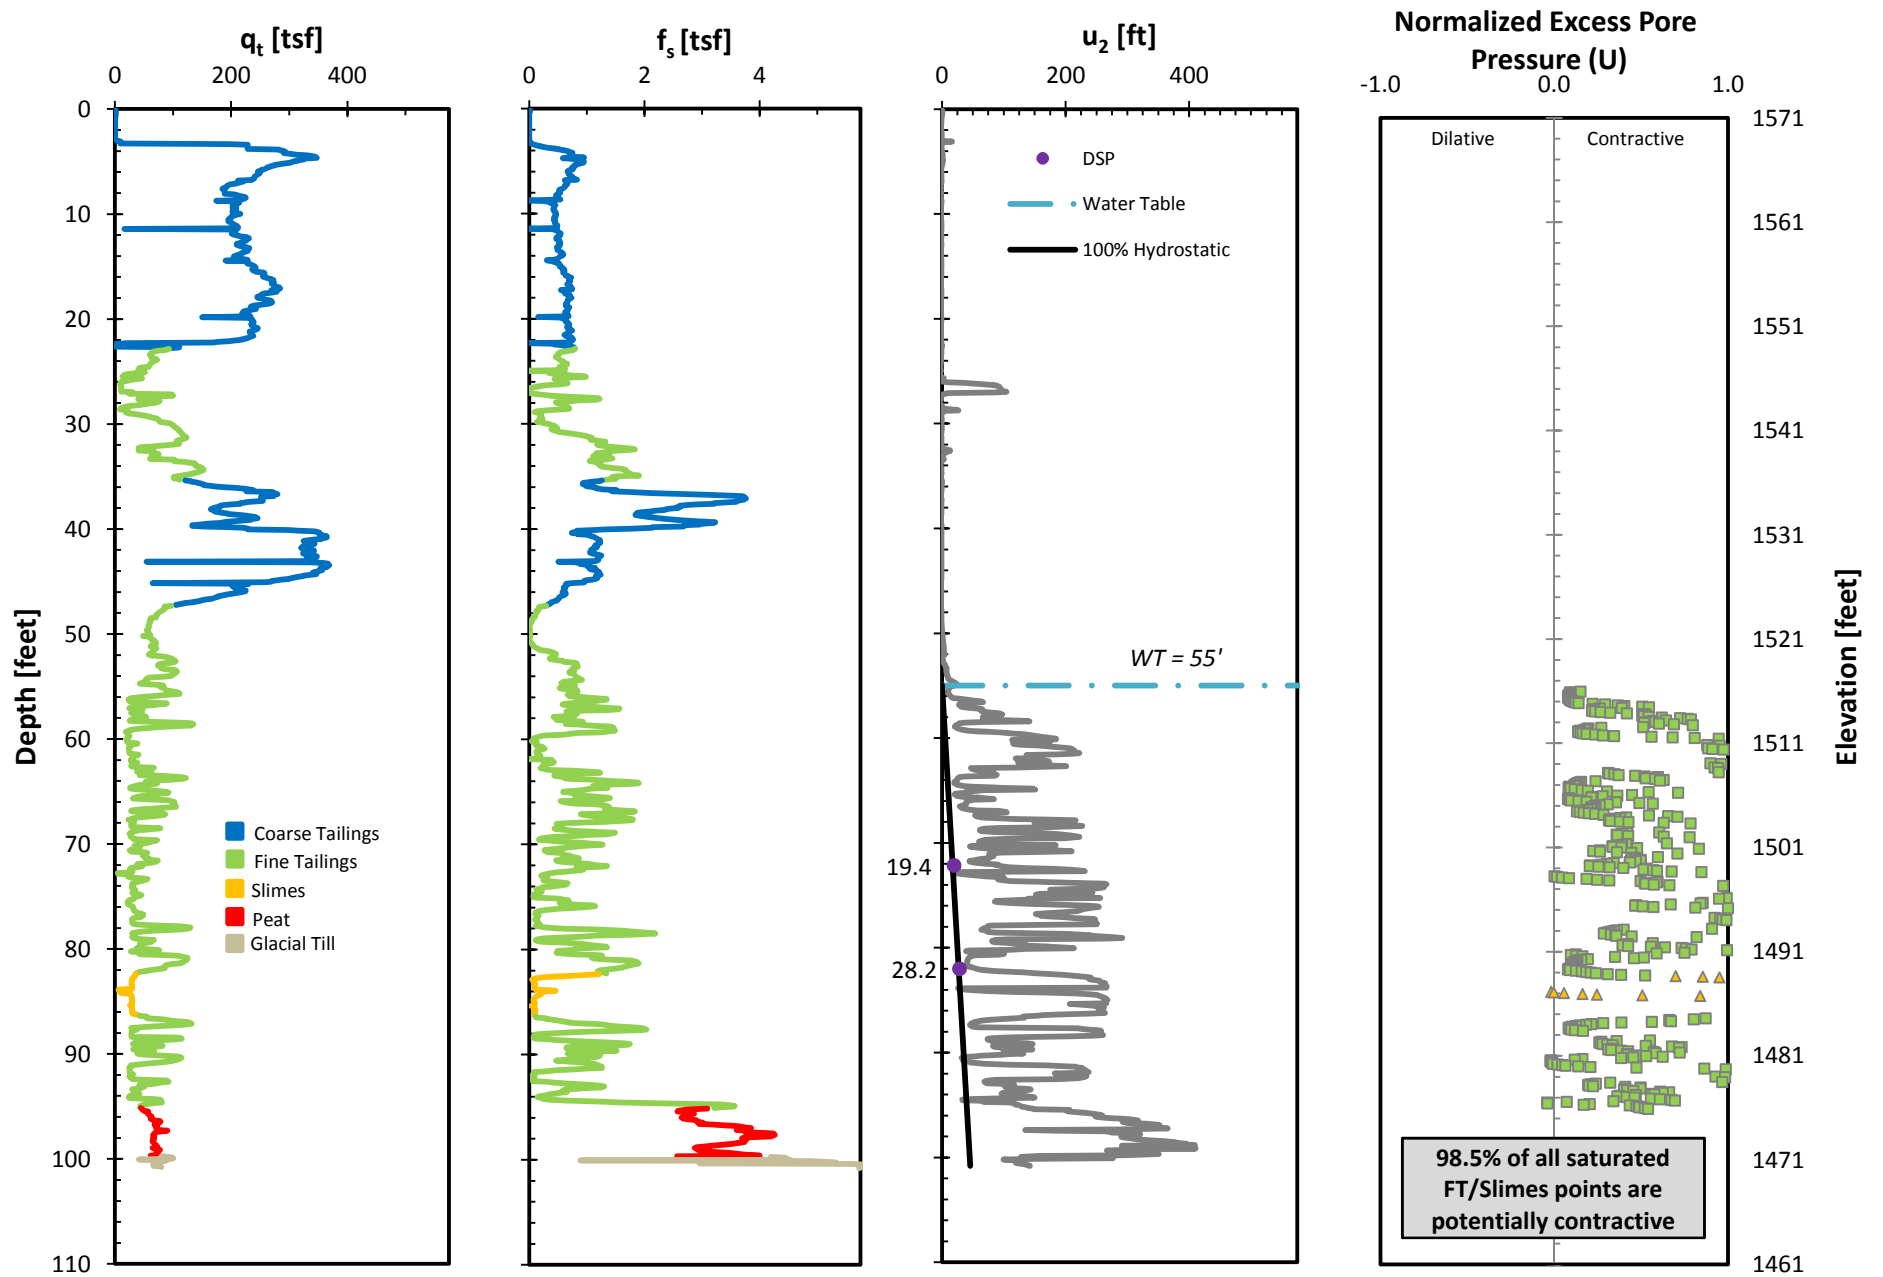 q_t [tsf]
0 200 400
f_s [tsf]
0 2 4
u_2 [ft]
0 200 400
Normalized Excess Pore
Pressure (U)
-1.0 0.0 1.0
Depth [feet]
0
10
20
30
40
50
60
70
80
90
100
110
Coarse Tailings
Fine Tailings
Slimes
Peat
Glacial Till
DSP
Water Table
100% Hydrostatic
WT = 55'
19.4
28.2
Dilative Contractive
98.5% of all saturated
FT/Slimes points are
potentially contractive
1571
1561
1551
1541
1531
1521
1511
1501
1491
1481
1471
1461
Elevation [feet]